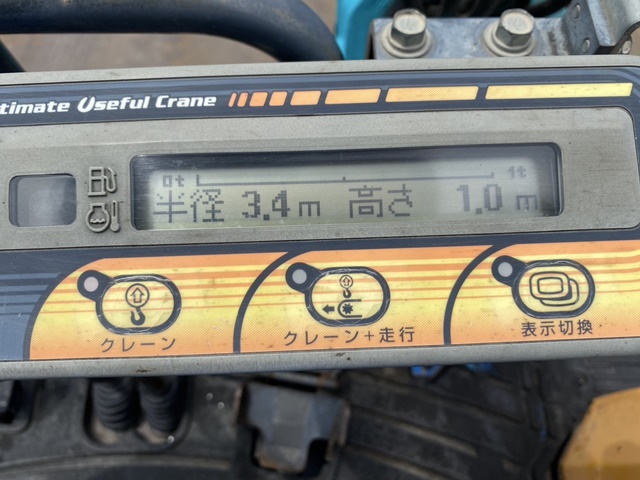 timate Useful Crane
0t 1t
半径 3.4m 高さ 1.0m
クレーン クレーン+走行 表示切換